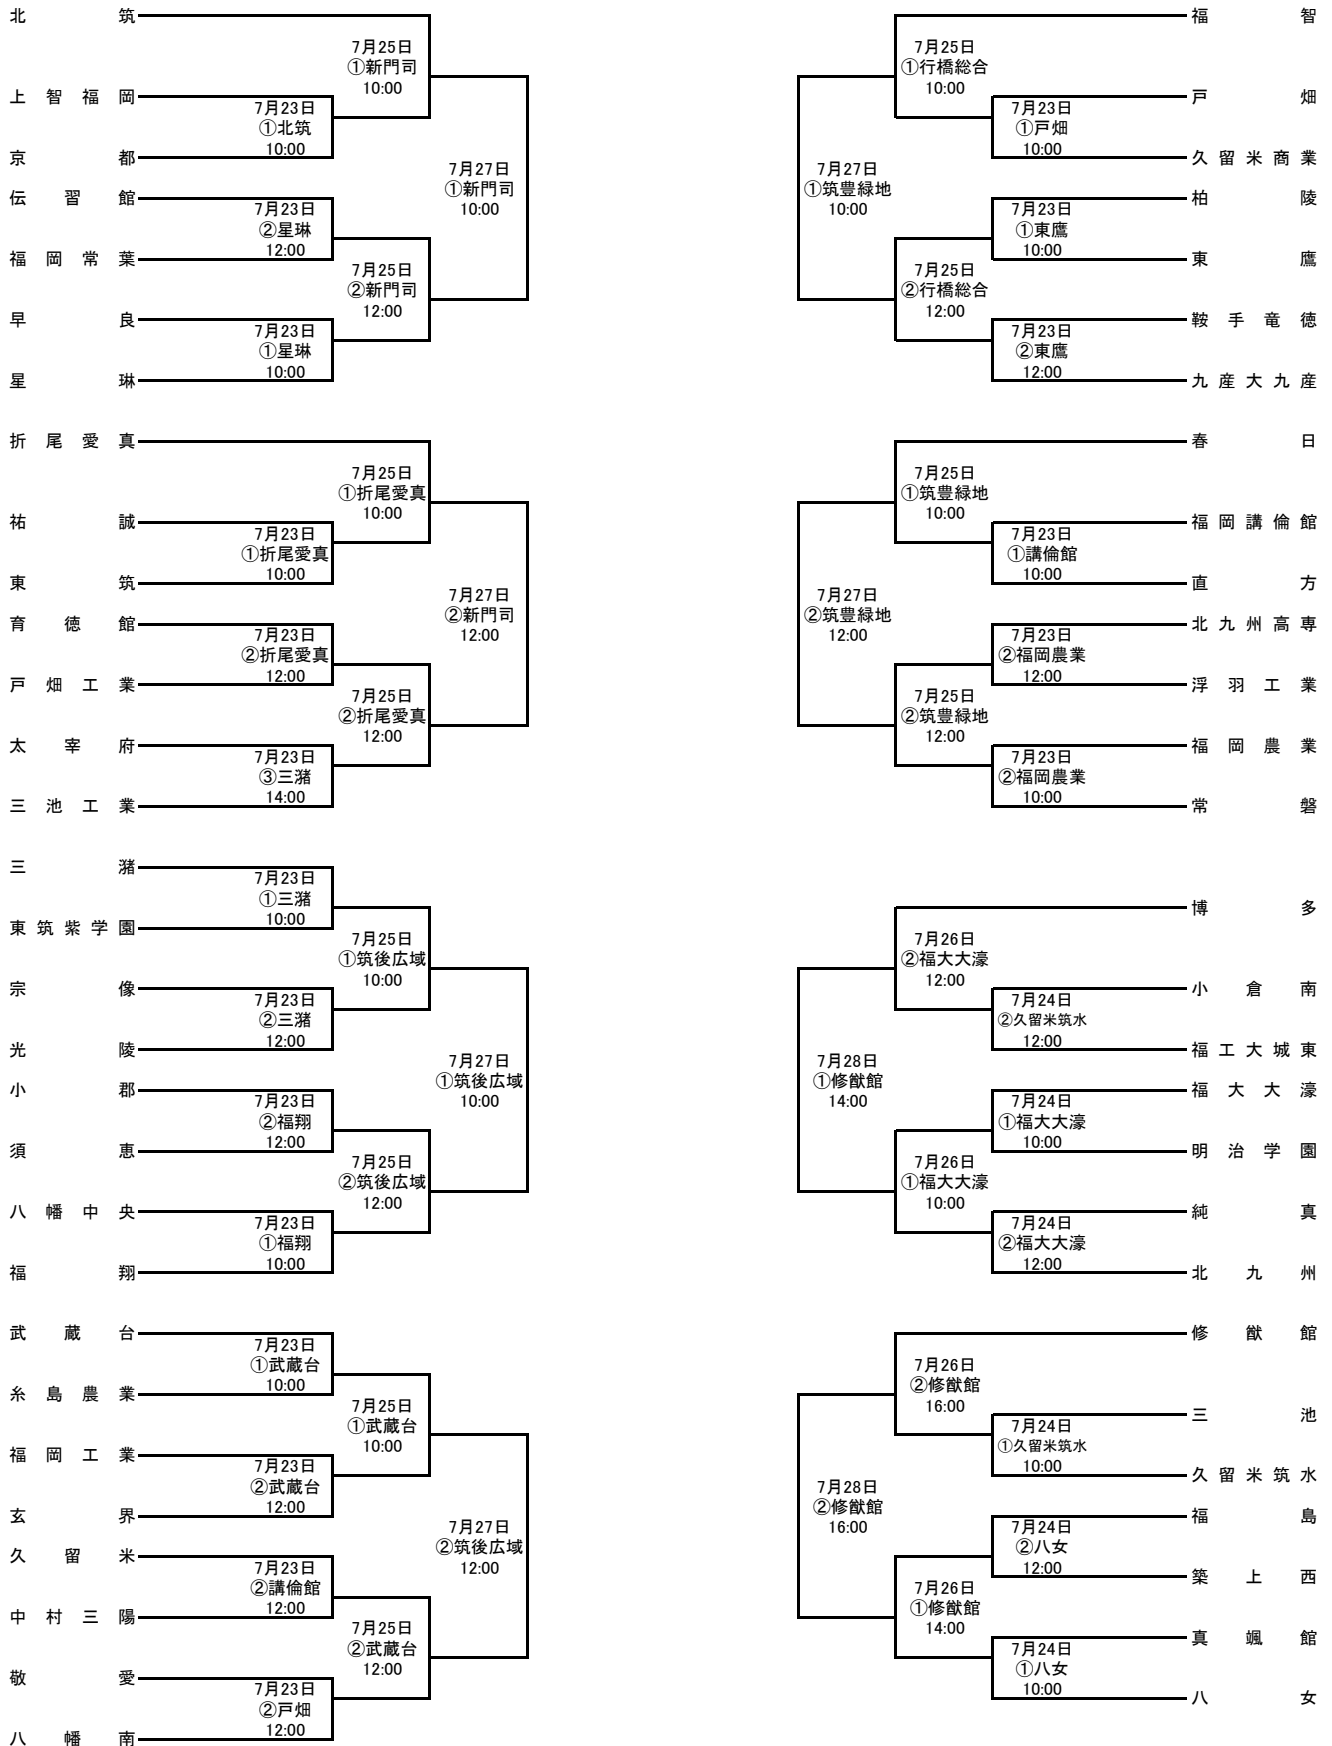 北筑
7月25日
①新門司
10:00
上智福岡
7月23日
①北筑
10:00
京都
7月27日
①新門司
10:00
伝習館
7月23日
②星琳
12:00
福岡常葉
7月25日
②新門司
12:00
早良
7月23日
①星琳
10:00
星琳
折尾愛真
7月25日
①折尾愛真
10:00
祐誠
7月23日
①折尾愛真
10:00
東筑
7月27日
②新門司
12:00
育徳館
7月23日
②折尾愛真
12:00
戸畑工業
7月25日
②折尾愛真
12:00
太宰府
7月23日
③三潴
14:00
三池工業
三潴
7月23日
①三潴
10:00
東筑紫学園
7月25日
①筑後広域
10:00
宗像
7月23日
②三潴
12:00
光陵
7月27日
①筑後広域
10:00
小郡
7月23日
②福翔
12:00
須恵
7月25日
②筑後広域
12:00
八幡中央
7月23日
①福翔
10:00
福翔
武蔵台
7月23日
①武蔵台
10:00
糸島農業
7月25日
①武蔵台
10:00
福岡工業
7月23日
②武蔵台
12:00
玄界
7月27日
②筑後広域
12:00
久留米
7月23日
②講倫館
12:00
中村三陽
7月25日
②武蔵台
12:00
敬愛
7月23日
②戸畑
12:00
八幡南
福智
7月25日
①行橋総合
10:00
戸畑
7月23日
①戸畑
10:00
久留米商業
7月27日
①筑豊緑地
10:00
柏陵
7月23日
①東鷹
10:00
東鷹
7月25日
②行橋総合
12:00
鞍手竜徳
7月23日
②東鷹
12:00
九産大九産
春日
7月25日
①筑豊緑地
10:00
福岡講倫館
7月23日
①講倫館
10:00
直方
7月27日
②筑豊緑地
12:00
北九州高専
7月23日
②福岡農業
12:00
浮羽工業
7月25日
②筑豊緑地
12:00
福岡農業
7月23日
②福岡農業
10:00
常磐
博多
7月26日
②福大大濠
12:00
小倉南
7月24日
②久留米筑水
12:00
福工大城東
7月28日
①修猷館
14:00
福大大濠
7月24日
①福大大濠
10:00
明治学園
7月26日
①福大大濠
10:00
純真
7月24日
②福大大濠
12:00
北九州
修猷館
7月26日
②修猷館
16:00
三池
7月24日
①久留米筑水
10:00
久留米筑水
7月28日
②修猷館
16:00
福島
7月24日
②八女
12:00
築上西
7月26日
①修猷館
14:00
真颯館
7月24日
①八女
10:00
八女